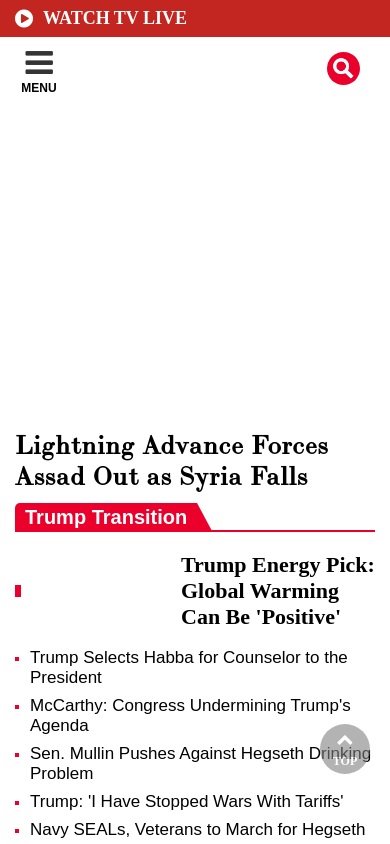 WATCH TV LIVE
MENU
Lightning Advance Forces
Assad Out as Syria Falls
Trump Transition
Trump Energy Pick:
Global Warming
Can Be 'Positive'
Trump Selects Habba for Counselor to the
President
McCarthy: Congress Undermining Trump's
Agenda
Sen. Mullin Pushes Against Hegseth Drinking
Problem
TOP
Trump: 'I Have Stopped Wars With Tariffs'
Navy SEALs, Veterans to March for Hegseth